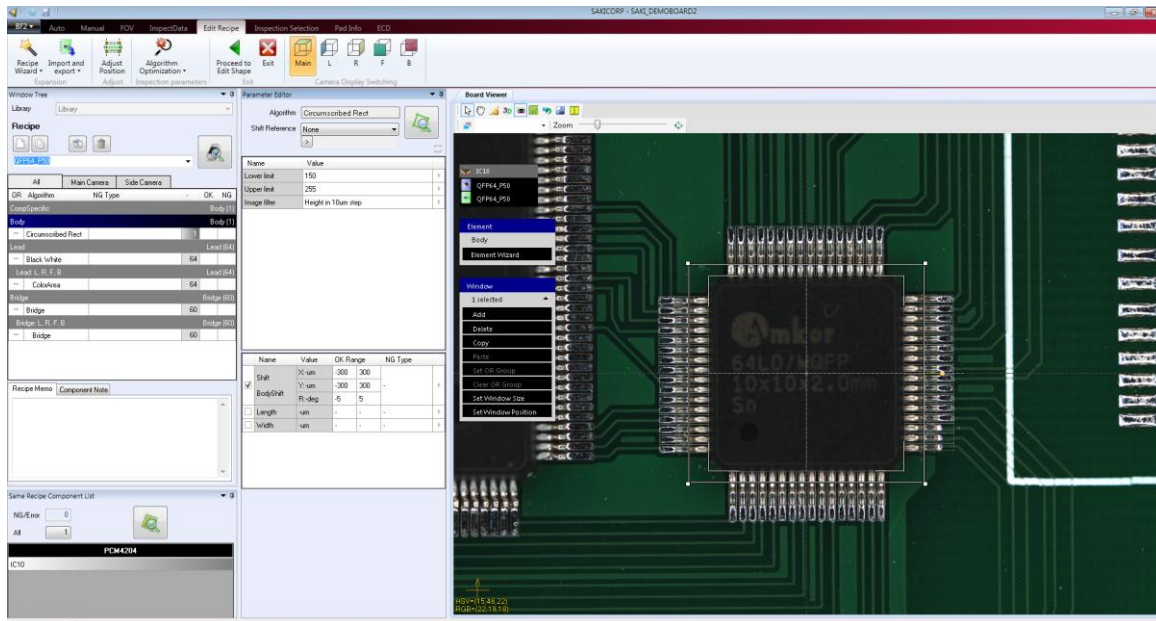 SAKICORP - SAKI_DEMOBOARD2
BF2 Auto Manual FOV InspectData Edit Recipe Inspection Selection Pad Info ECD
Recipe Wizard Import and export Adjust Position Algorithm Optimization Proceed to Edit Shape Exit Main L R F B
Expansion Adjust Inspection parameters Exit Camera Display Switching
Window Tree
Library Library
Recipe
QFP64_P50
All Main Camera Side Camera
OR Algorithm NG Type - OK NG
CompSpecific Body (1)
Body Body (1)
Circumscribed Rect 1
Lead Lead (64)
Black White 64
Lead L, R, F, B Lead (64)
ColorArea 64
Bridge Bridge (60)
Bridge 60
Bridge L, R, F, B Bridge (60)
Bridge 60
Recipe Memo Component Note
Same Recipe Component List
NG/Error 0
All 1
PCM4204
IC10
Parameter Editor
Algorithm Circumscribed Rect
Shift Reference None
>
Name Value
Lower limit 150
Upper limit 255
Image filter Height in 10um step
Name Value OK Range NG Type
Shift X:-um -300 300
BodyShift Y:-um -300 300 -
R:-deg -5 5
Length -um - - -
Width -um - - -
Board Viewer
3D
Zoom
IC10
QFP64_P50
QFP64_P50
Element
Body
Element Wizard
Window
1 selected
Add
Delete
Copy
Paste
Set OR Group
Clear OR Group
Set Window Size
Set Window Position
Amkor
64LD/MQFP
10X10X2.0mm
Sn
HSV=(15,46,22)
RGB=(22,19,18)